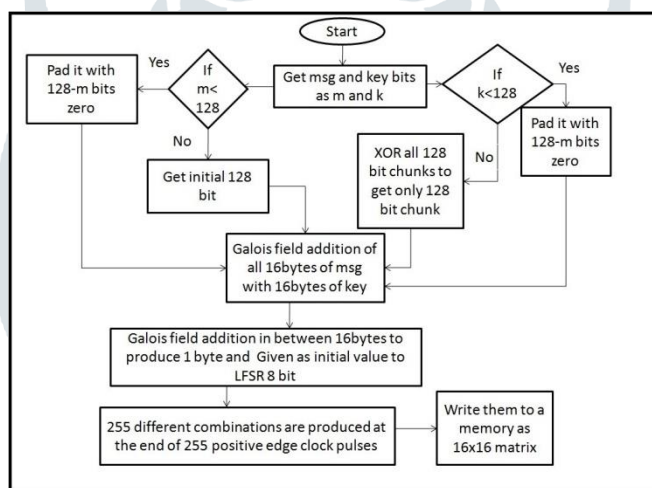 Start
Get msg and key bits
as m and k
If
m<
128
Yes
Pad it with
128-m bits
zero
No
Get initial 128
bit
If
k<128
Yes
Pad it with
128-m bits
zero
No
XOR all 128
bit chunks to
get only 128
bit chunk
Galois field addition of
all 16bytes of msg
with 16bytes of key
Galois field addition in between 16bytes to
produce 1 byte and Given as initial value to
LFSR 8 bit
255 different combinations are produced at
the end of 255 positive edge clock pulses
Write them to a
memory as
16x16 matrix